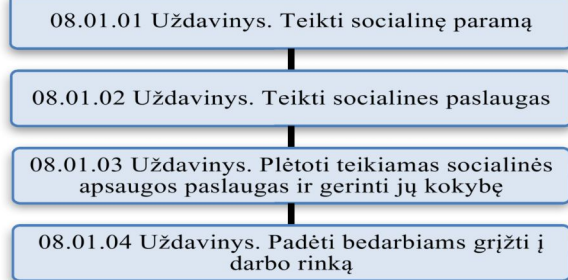 08.01.01 Uždavinys. Teikti socialinę paramą
08.01.02 Uždavinys. Teikti socialines paslaugas
08.01.03 Uždavinys. Plėtoti teikiamas socialinės
apsaugos paslaugas ir gerinti jų kokybę
08.01.04 Uždavinys. Padėti bedarbiams grįžti į
darbo rinką